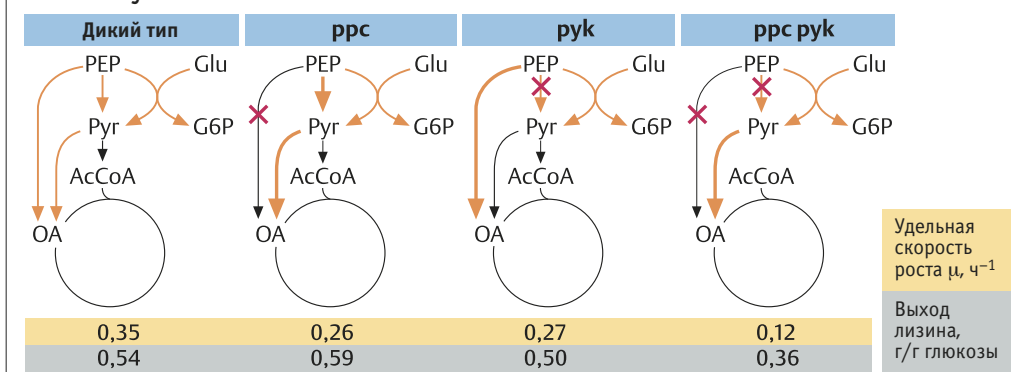 Дикий тип ppc pyk ppc pyk
PEP Glu PEP Glu PEP Glu PEP Glu
Pyr G6P Pyr G6P Pyr G6P Pyr G6P
AcCoA AcCoA AcCoA AcCoA
OA OA OA OA
Удельная
скорость
роста μ, ч⁻¹
0,35 0,26 0,27 0,12
Выход
лизина,
г/г глюкозы
0,54 0,59 0,50 0,36